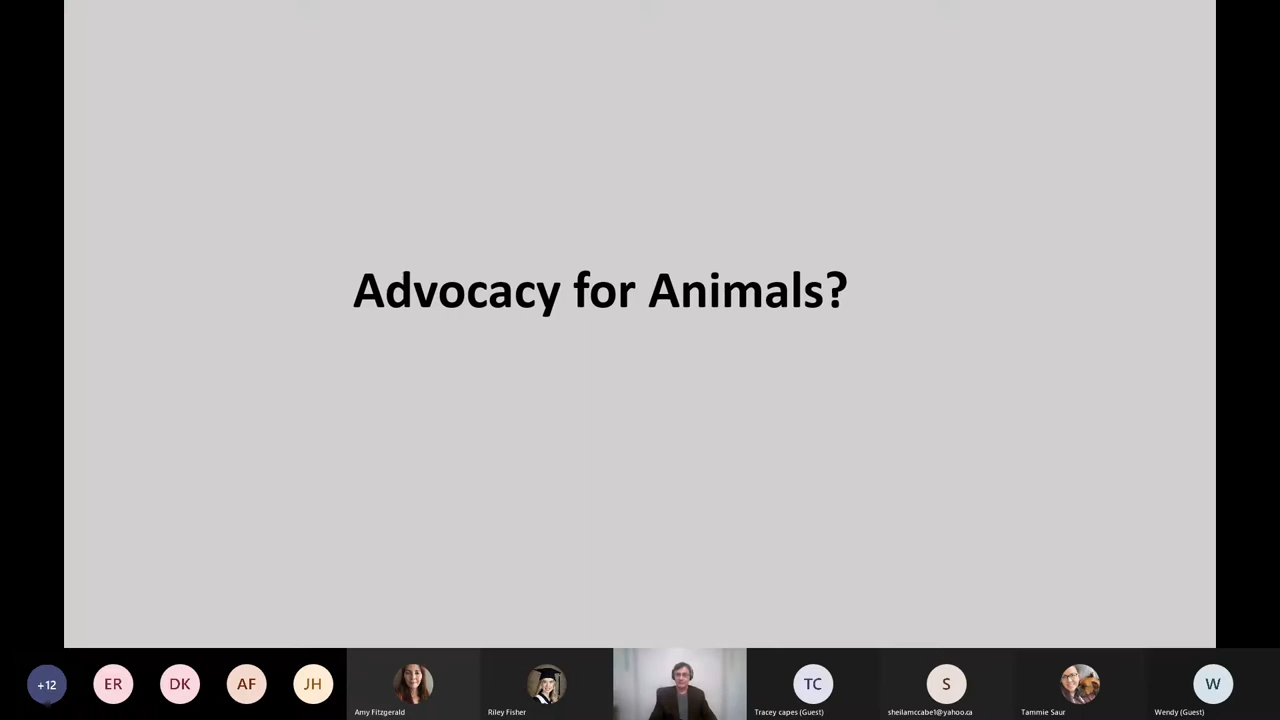 Advocacy for Animals?
+12
ER
DK
AF
JH
Amy Fitzgerald
Riley Fisher
TC
Tracey capes (Guest)
S
sheilamccabe1@yahoo.ca
Tammie Saur
W
Wendy (Guest)